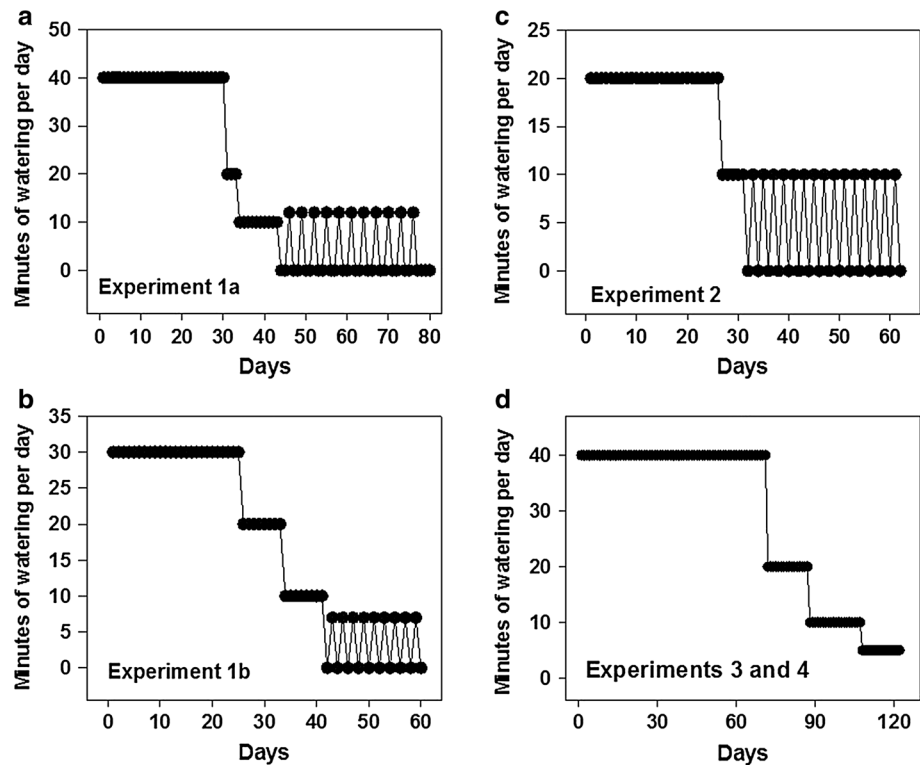 a
Minutes of watering per day
50
40
30
20
10
0
Experiment 1a
0 10 20 30 40 50 60 70 80
Days
c
Minutes of watering per day
25
20
15
10
5
0
Experiment 2
0 10 20 30 40 50 60
Days
b
Minutes of watering per day
35
30
25
20
15
10
5
0
Experiment 1b
0 10 20 30 40 50 60
Days
d
Minutes of watering per day
40
30
20
10
0
Experiments 3 and 4
0 30 60 90 120
Days